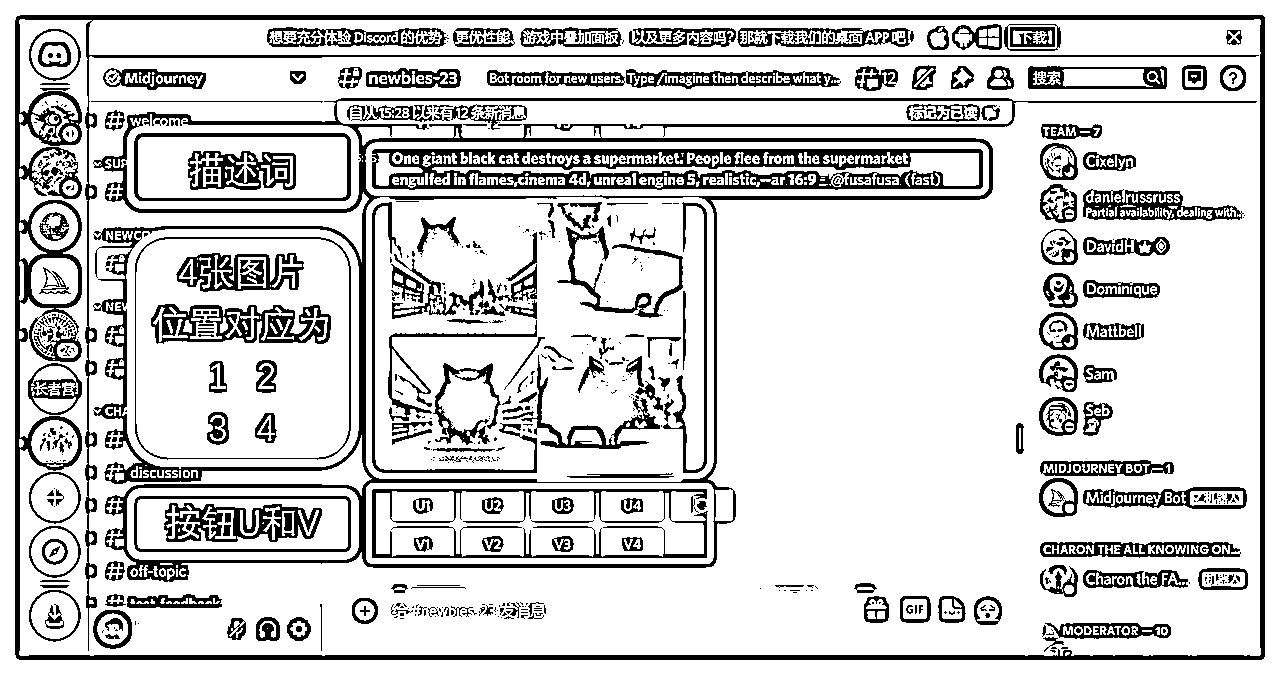 想要充分体验 Discord 的优势：更优性能、游戏中叠加面板，以及更多内容吗？那就下载我们的桌面 APP 吧！
下载
Midjourney
newbies-23
Bot room for new users. Type /imagine then describe what y...
12
搜索
自从 15:28 以来有 12 条新消息
标记为已读
welcome
SUP
描述词
One giant black cat destroys a supermarket. People flee from the supermarket
engulfed in flames,cinema 4d, unreal engine 5, realistic,—ar 16:9 - @fusafusa (fast)
NEWCO
4张图片
位置对应为
1 2
3 4
NEW
张者营
CHA
discussion
按钮U和V
U1 U2 U3 U4
V1 V2 V3 V4
off-topic
给 #newbies-23 发消息
GIF
TEAM — 7
Cixelyn
danielrussruss
Partial availability, dealing with...
DavidH
Dominique
Mattbell
Sam
Seb
MIDJOURNEY BOT — 1
Midjourney Bot 机器人
CHARON THE ALL KNOWING ON...
Charon the FA... 机器人
MODERATOR — 10